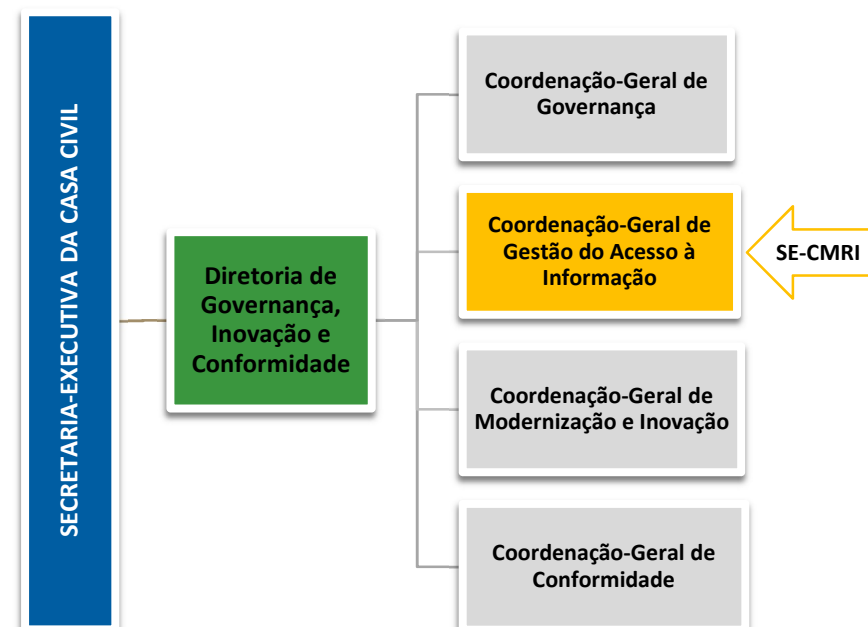 SECRETARIA-EXECUTIVA DA CASA CIVIL
Diretoria de
Governança,
Inovação e
Conformidade
Coordenação-Geral de
Governança
Coordenação-Geral de
Gestão do Acesso à
Informação
SE-CMRI
Coordenação-Geral de
Modernização e Inovação
Coordenação-Geral de
Conformidade